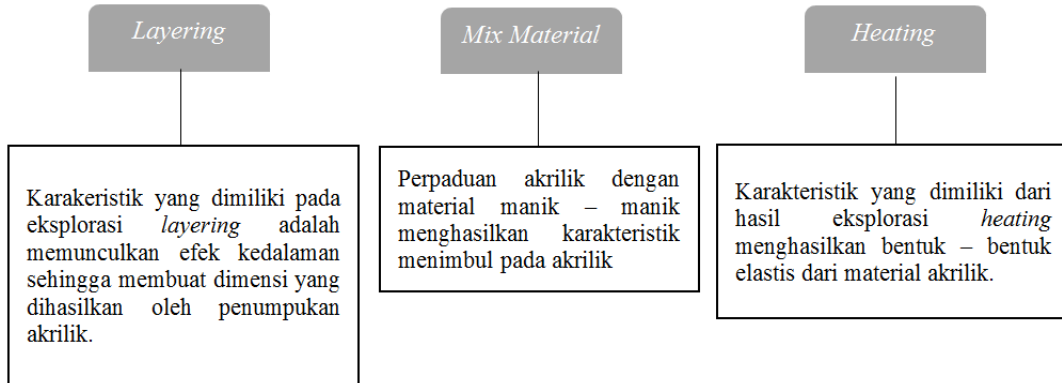 Layering
Karakeristik yang dimiliki pada
eksplorasi layering adalah
memunculkan efek kedalaman
sehingga membuat dimensi yang
dihasilkan oleh penumpukan
akrilik.
Mix Material
Perpaduan akrilik dengan
material manik – manik
menghasilkan karakteristik
menimbul pada akrilik
Heating
Karakteristik yang dimiliki dari
hasil eksplorasi heating
menghasilkan bentuk – bentuk
elastis dari material akrilik.